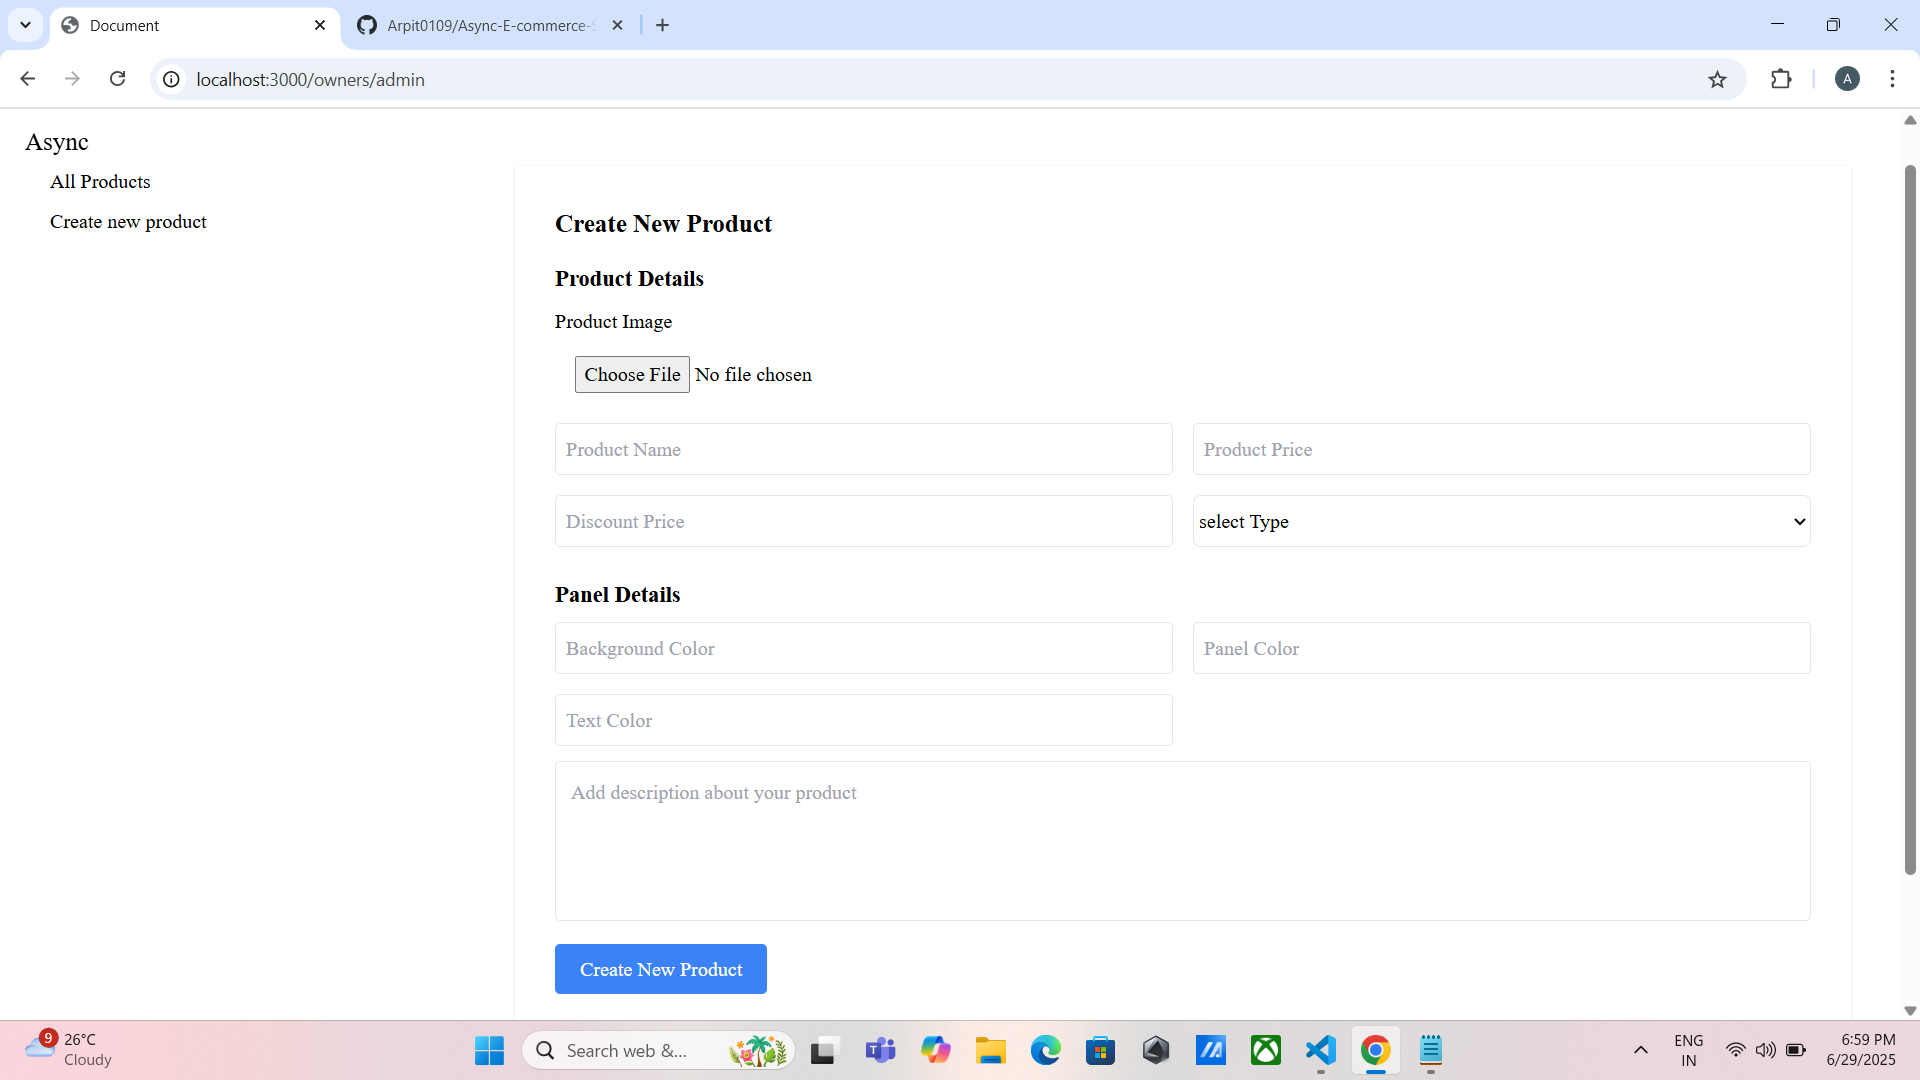 Document
Arpit0109/Async-E-commerce-
localhost:3000/owners/admin
A
Async
All Products
Create new product
Create New Product
Product Details
Product Image
Choose File No file chosen
Product Name
Product Price
Discount Price
select Type
Panel Details
Background Color
Panel Color
Text Color
Add description about your product
Create New Product
9
26°C
Cloudy
Search web &...
ENG
IN
6:59 PM
6/29/2025